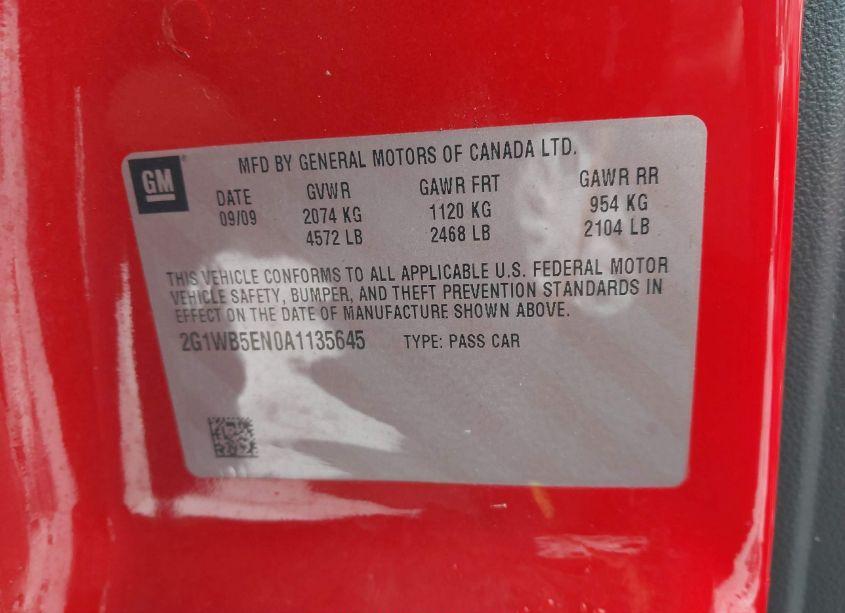 GM
MFD BY GENERAL MOTORS OF CANADA LTD.
DATE GVWR GAWR FRT GAWR RR
09/09 2074 KG 1120 KG 954 KG
4572 LB 2468 LB 2104 LB
THIS VEHICLE CONFORMS TO ALL APPLICABLE U.S. FEDERAL MOTOR
VEHICLE SAFETY, BUMPER, AND THEFT PREVENTION STANDARDS IN
EFFECT ON THE DATE OF MANUFACTURE SHOWN ABOVE.
2G1WB5EN0A1135645 TYPE: PASS CAR